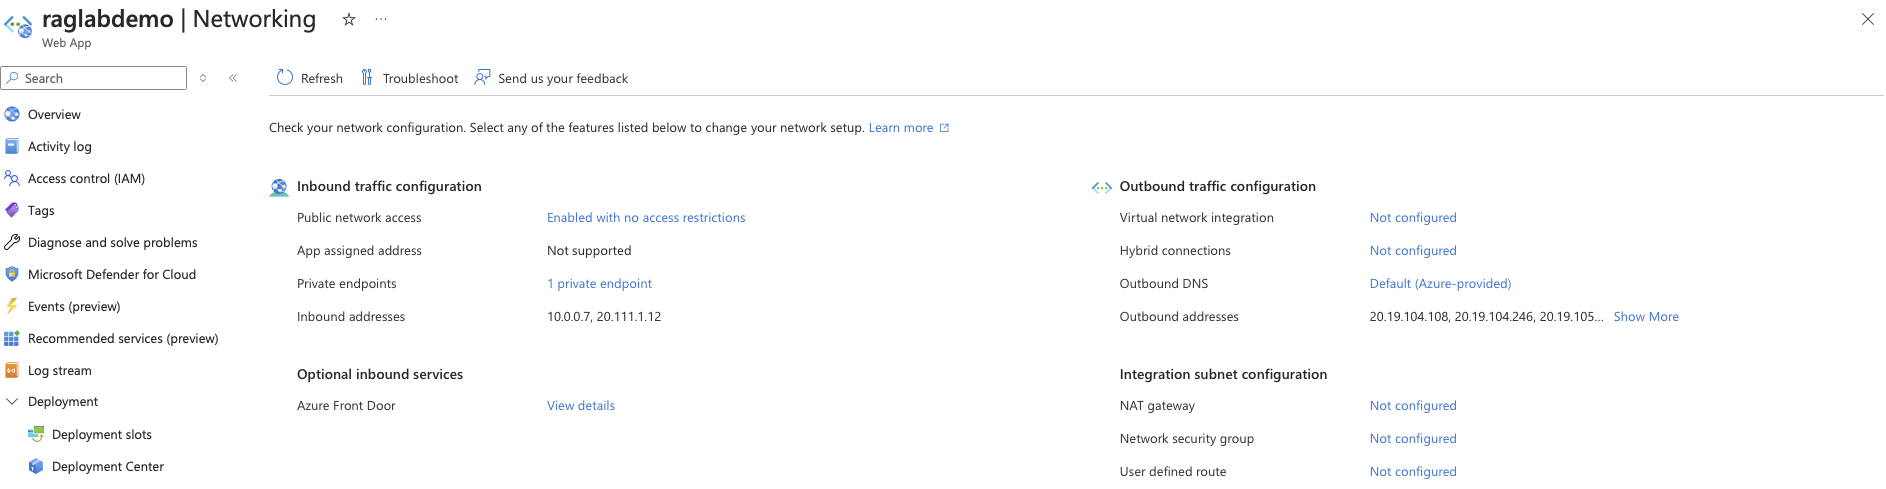 raglabdemo | Networking
Web App
Search
Refresh Troubleshoot Send us your feedback
Overview
Activity log
Access control (IAM)
Tags
Diagnose and solve problems
Microsoft Defender for Cloud
Events (preview)
Recommended services (preview)
Log stream
Deployment
Deployment slots
Deployment Center
Check your network configuration. Select any of the features listed below to change your network setup. Learn more
Inbound traffic configuration
Public network access Enabled with no access restrictions
App assigned address Not supported
Private endpoints 1 private endpoint
Inbound addresses 10.0.0.7, 20.111.1.12
Optional inbound services
Azure Front Door View details
Outbound traffic configuration
Virtual network integration Not configured
Hybrid connections Not configured
Outbound DNS Default (Azure-provided)
Outbound addresses 20.19.104.108, 20.19.104.246, 20.19.105... Show More
Integration subnet configuration
NAT gateway Not configured
Network security group Not configured
User defined route Not configured